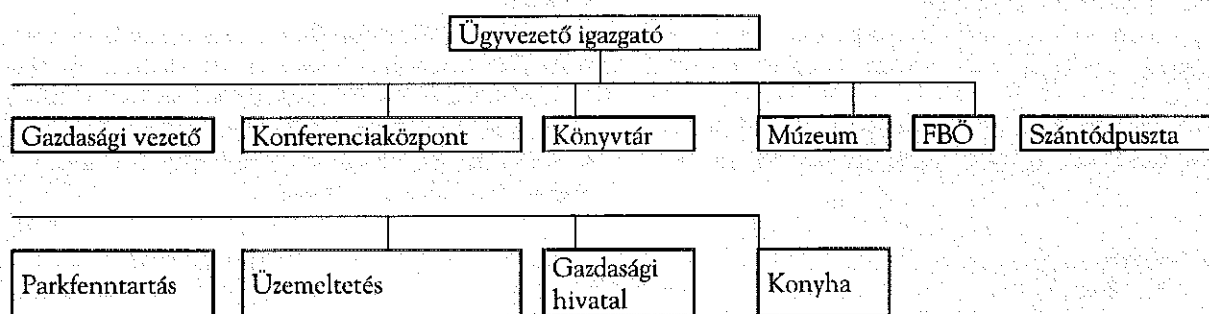 Ügyvezető igazgató
Gazdasági vezető Konferenciaközpont Könyvtár Múzeum FBÖ Szántódpuszta
Parkfenntartás Üzemeltetés Gazdasági hivatal Konyha